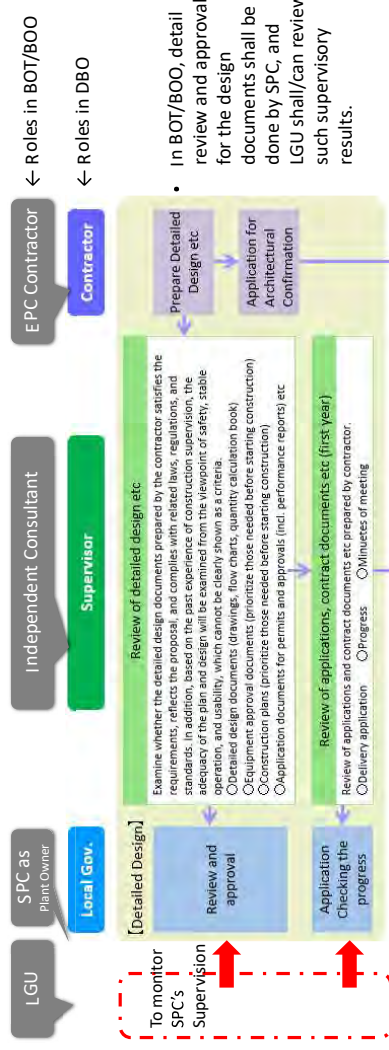 LGU
SPC as
Plant Owner
Independent Consultant
EPC Contractor
← Roles in BOT/BOO
Local Gov.
Supervisor
Contractor
← Roles in DBO
【Detailed Design】
To monitor
SPC's
Supervision
Review and
approval
Review of detailed design etc
Examine whether the detailed design documents prepared by the contractor satisfies the
requirements, reflects the proposal, and complies with related laws, regulations, and
standards. In addition, based on the past experience of construction supervision, the
adequacy of the plan and design will be examined from the viewpoint of safety, stable
operation, and usability, which cannot be clearly shown as a criteria.
○Detailed design documents (drawings, flow charts, quantity calculation book)
○Equipment approval documents (prioritize those needed before starting construction)
○Construction plans (prioritize those needed before starting construction)
○Application documents for permits and approvals (incl. performance reports) etc
Prepare Detailed
Design etc
Application for
Architectural
Confirmation
• In BOT/BOO, detail
review and approval
for the design
documents shall be
done by SPC, and
LGU shall/can review
such supervisory
results.
Application
Checking the
progress
Review of applications, contract documents etc (first year)
Review of applications and contract documents etc prepared by contractor.
○Delivery application ○Progress ○Minuetes of meeting